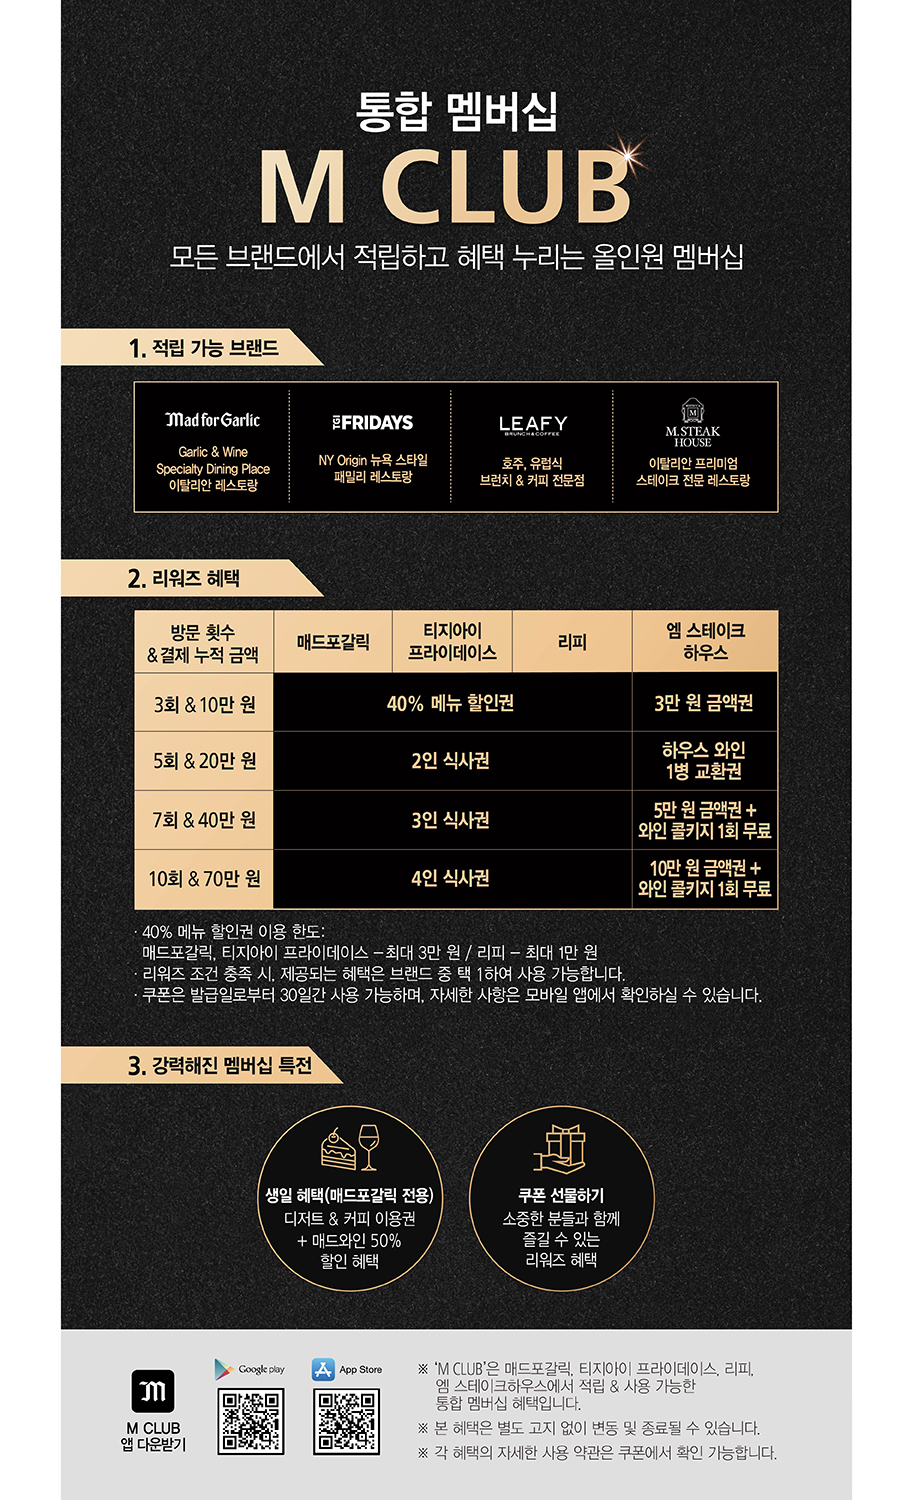 통합 멤버십
M CLUB
모든 브랜드에서 적립하고 혜택 누리는 올인원 멤버십
1. 적립 가능 브랜드
Mad for Garlic
Garlic & Wine
Specialty Dining Place
이탈리안 레스토랑
TGI FRIDAYS
NY Origin 뉴욕 스타일
패밀리 레스토랑
LEAFY
BRUNCH & COFFEE
호주, 유럽식
브런치 & 커피 전문점
M
M.STEAK
HOUSE
이탈리안 프리미엄
스테이크 전문 레스토랑
2. 리워즈 혜택
방문 횟수
& 결제 누적 금액
매드포갈릭
티지아이
프라이데이스
리피
엠 스테이크
하우스
3회 & 10만 원
40% 메뉴 할인권
3만 원 금액권
5회 & 20만 원
2인 식사권
하우스 와인
1병 교환권
7회 & 40만 원
3인 식사권
5만 원 금액권 +
와인 콜키지 1회 무료
10회 & 70만 원
4인 식사권
10만 원 금액권 +
와인 콜키지 1회 무료
· 40% 메뉴 할인권 이용 한도:
매드포갈릭, 티지아이 프라이데이스 – 최대 3만 원 / 리피 – 최대 1만 원
· 리워즈 조건 충족 시, 제공되는 혜택은 브랜드 중 택 1하여 사용 가능합니다.
· 쿠폰은 발급일로부터 30일간 사용 가능하며, 자세한 사항은 모바일 앱에서 확인하실 수 있습니다.
3. 강력해진 멤버십 특전
생일 혜택(매드포갈릭 전용)
디저트 & 커피 이용권
+ 매드와인 50%
할인 혜택
쿠폰 선물하기
소중한 분들과 함께
즐길 수 있는
리워즈 혜택
M
M CLUB
앱 다운받기
Google play
App Store
※ 'M CLUB'은 매드포갈릭, 티지아이 프라이데이스, 리피,
엠 스테이크하우스에서 적립 & 사용 가능한
통합 멤버십 혜택입니다.
※ 본 혜택은 별도 고지 없이 변동 및 종료될 수 있습니다.
※ 각 혜택의 자세한 사용 약관은 쿠폰에서 확인 가능합니다.